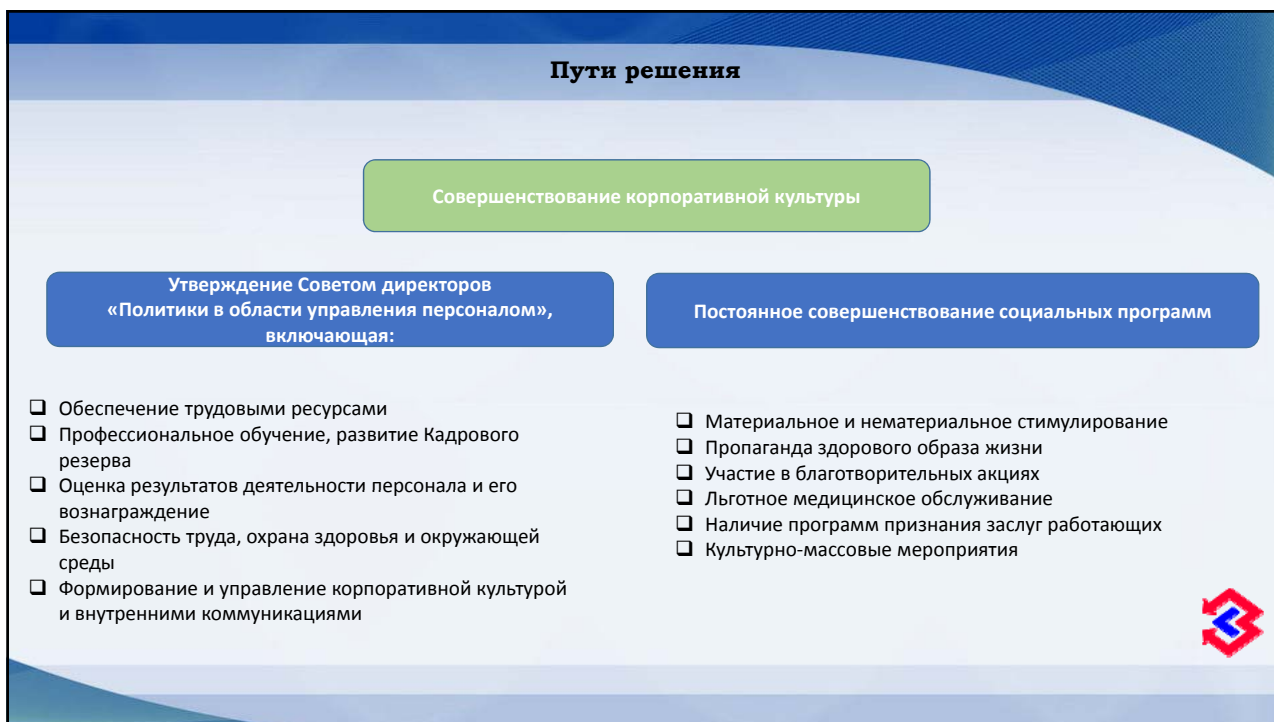 Пути решения
Совершенствование корпоративной культуры
Утверждение Советом директоров
«Политики в области управления персоналом»,
включающая:
❑ Обеспечение трудовыми ресурсами
❑ Профессиональное обучение, развитие Кадрового
резерва
❑ Оценка результатов деятельности персонала и его
вознаграждение
❑ Безопасность труда, охрана здоровья и окружающей
среды
❑ Формирование и управление корпоративной культурой
и внутренними коммуникациями
Постоянное совершенствование социальных программ
❑ Материальное и нематериальное стимулирование
❑ Пропаганда здорового образа жизни
❑ Участие в благотворительных акциях
❑ Льготное медицинское обслуживание
❑ Наличие программ признания заслуг работающих
❑ Культурно-массовые мероприятия